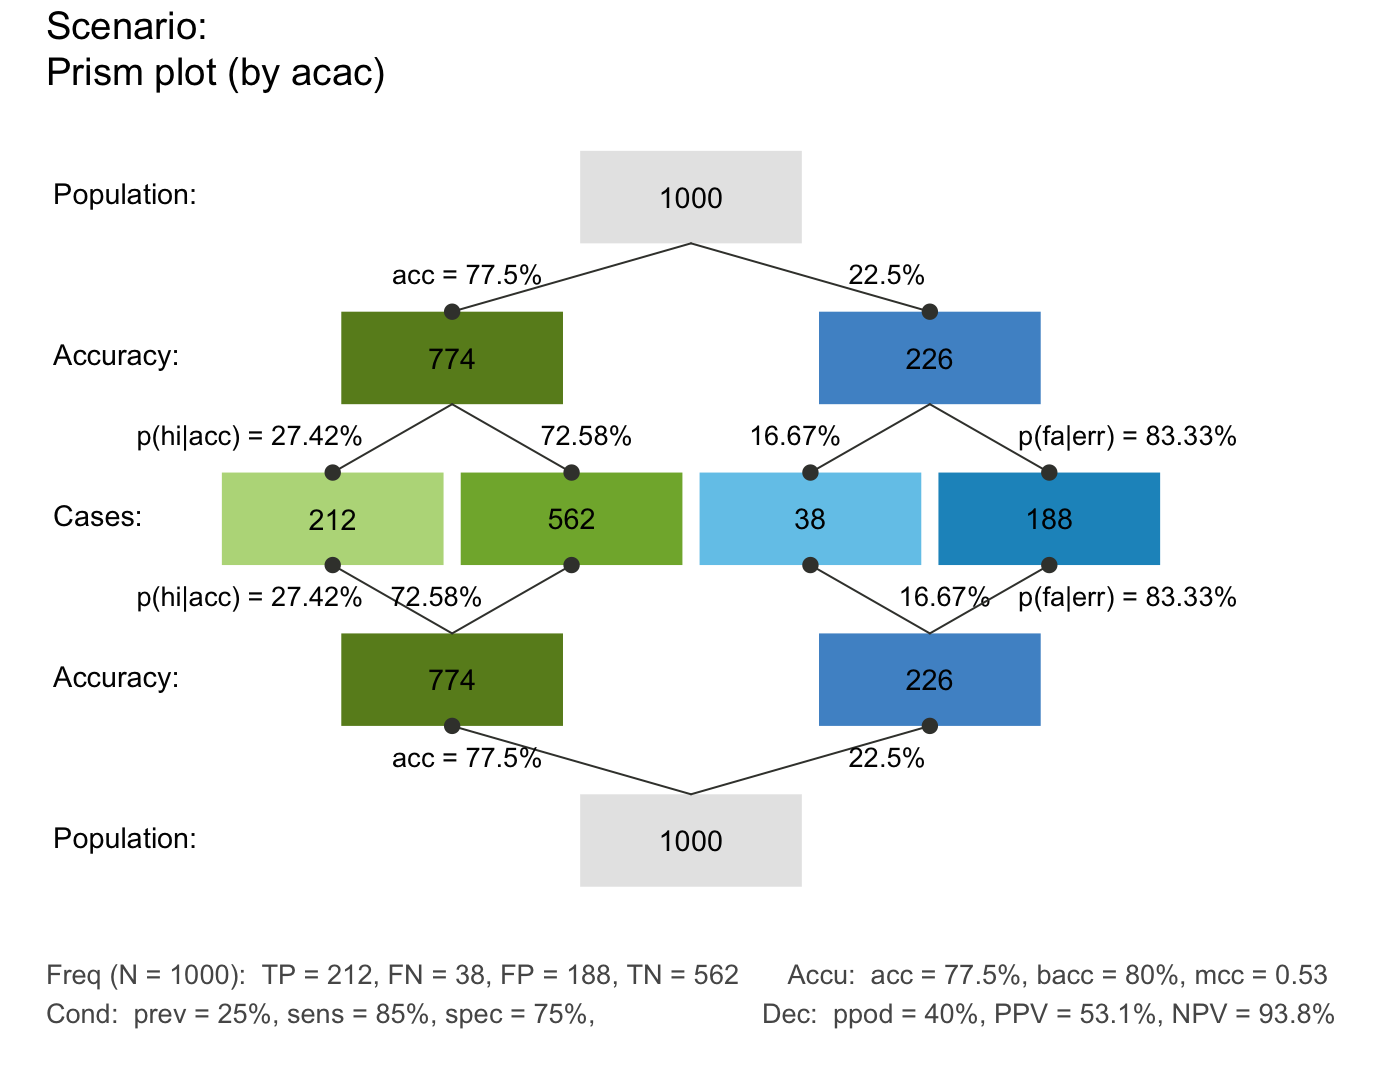 Scenario:
Prism plot (by acac)
Population:
1000
acc = 77.5%
22.5%
Accuracy:
774
226
p(hi|acc) = 27.42%
72.58%
16.67%
p(fa|err) = 83.33%
Cases:
212
562
38
188
p(hi|acc) = 27.42%
72.58%
16.67%
p(fa|err) = 83.33%
Accuracy:
774
226
acc = 77.5%
22.5%
Population:
1000
Freq (N = 1000):  TP = 212, FN = 38, FP = 188, TN = 562
Accu:  acc = 77.5%, bacc = 80%, mcc = 0.53
Cond:  prev = 25%, sens = 85%, spec = 75%,
Dec:  ppod = 40%, PPV = 53.1%, NPV = 93.8%